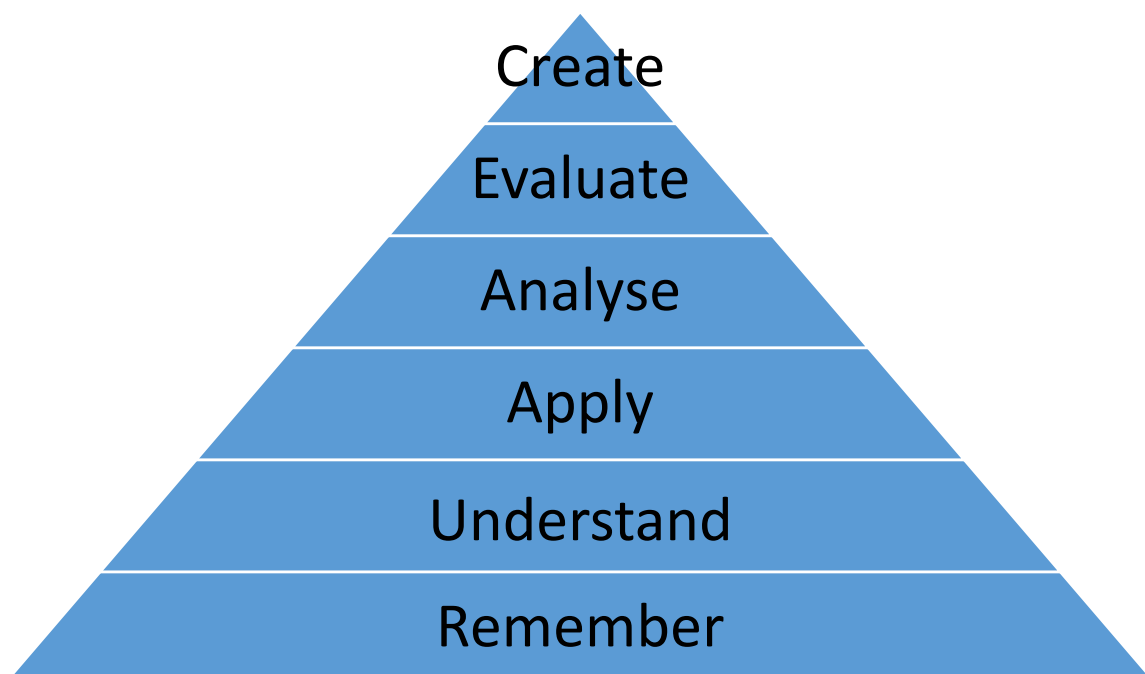 Create
Evaluate
Analyse
Apply
Understand
Remember